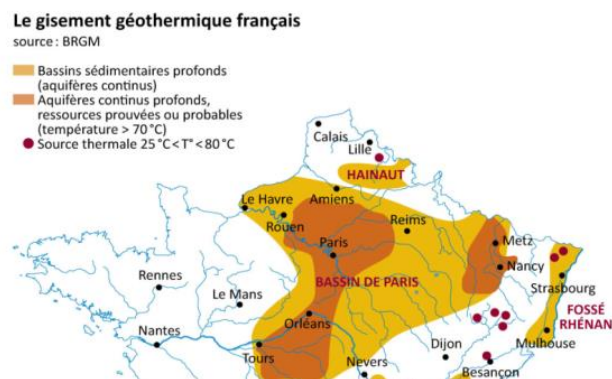 Le gisement géothermique français
source : BRGM
Bassins sédimentaires profonds
(aquifères continus)
Aquifères continus profonds,
ressources prouvées ou probables
(température > 70 °C)
Source thermale 25 °C < T° < 80 °C
Calais
Lille
HAINAUT
Amiens
Le Havre
Rouen
Reims
Metz
Paris
Nancy
BASSIN DE PARIS
Strasbourg
Rennes
Le Mans
FOSSÉ
RHÉNAN
Orléans
Nantes
Tours
Dijon
Mulhouse
Nevers
Besançon